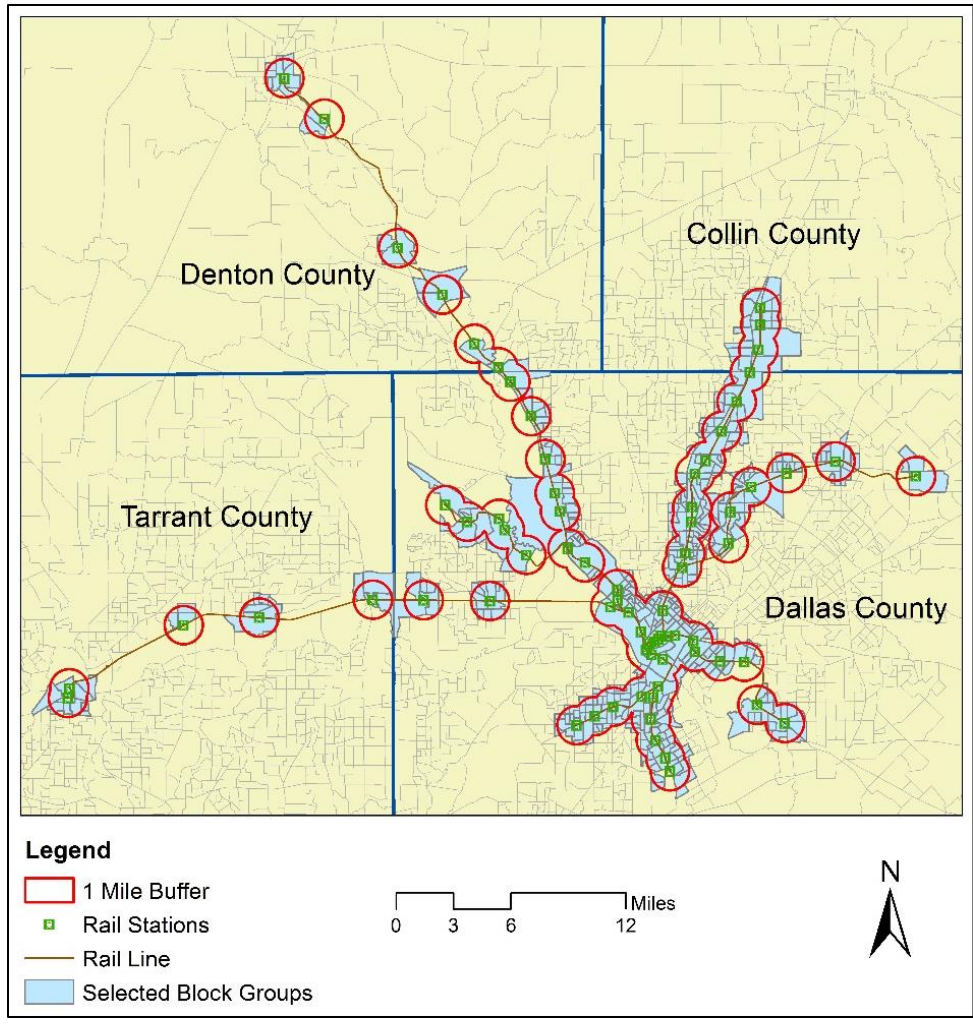 Collin County
Denton County
Tarrant County
Dallas County
Legend
1 Mile Buffer
Rail Stations
Rail Line
Selected Block Groups
Miles
0 3 6 12
N